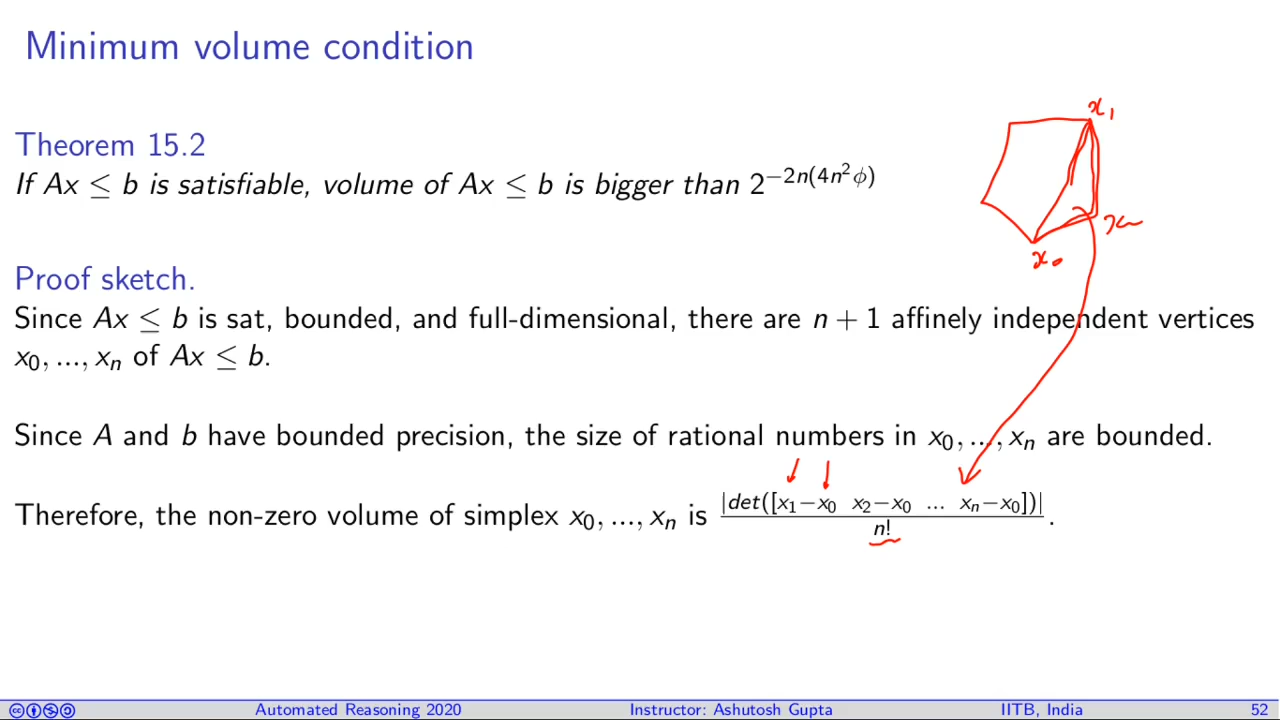 Minimum volume condition
x₁
Theorem 15.2
If Ax ≤ b is satisfiable, volume of Ax ≤ b is bigger than 2^{−2n(4n²ϕ)}
x₀
Proof sketch.
Since Ax ≤ b is sat, bounded, and full-dimensional, there are n + 1 affinely independent vertices
x₀, ..., xₙ of Ax ≤ b.
Since A and b have bounded precision, the size of rational numbers in x₀, ..., xₙ are bounded.
Therefore, the non-zero volume of simplex x₀, ..., xₙ is |det([x₁−x₀ x₂−x₀ ... xₙ−x₀])| / n! .
Automated Reasoning 2020 Instructor: Ashutosh Gupta IITB, India 52